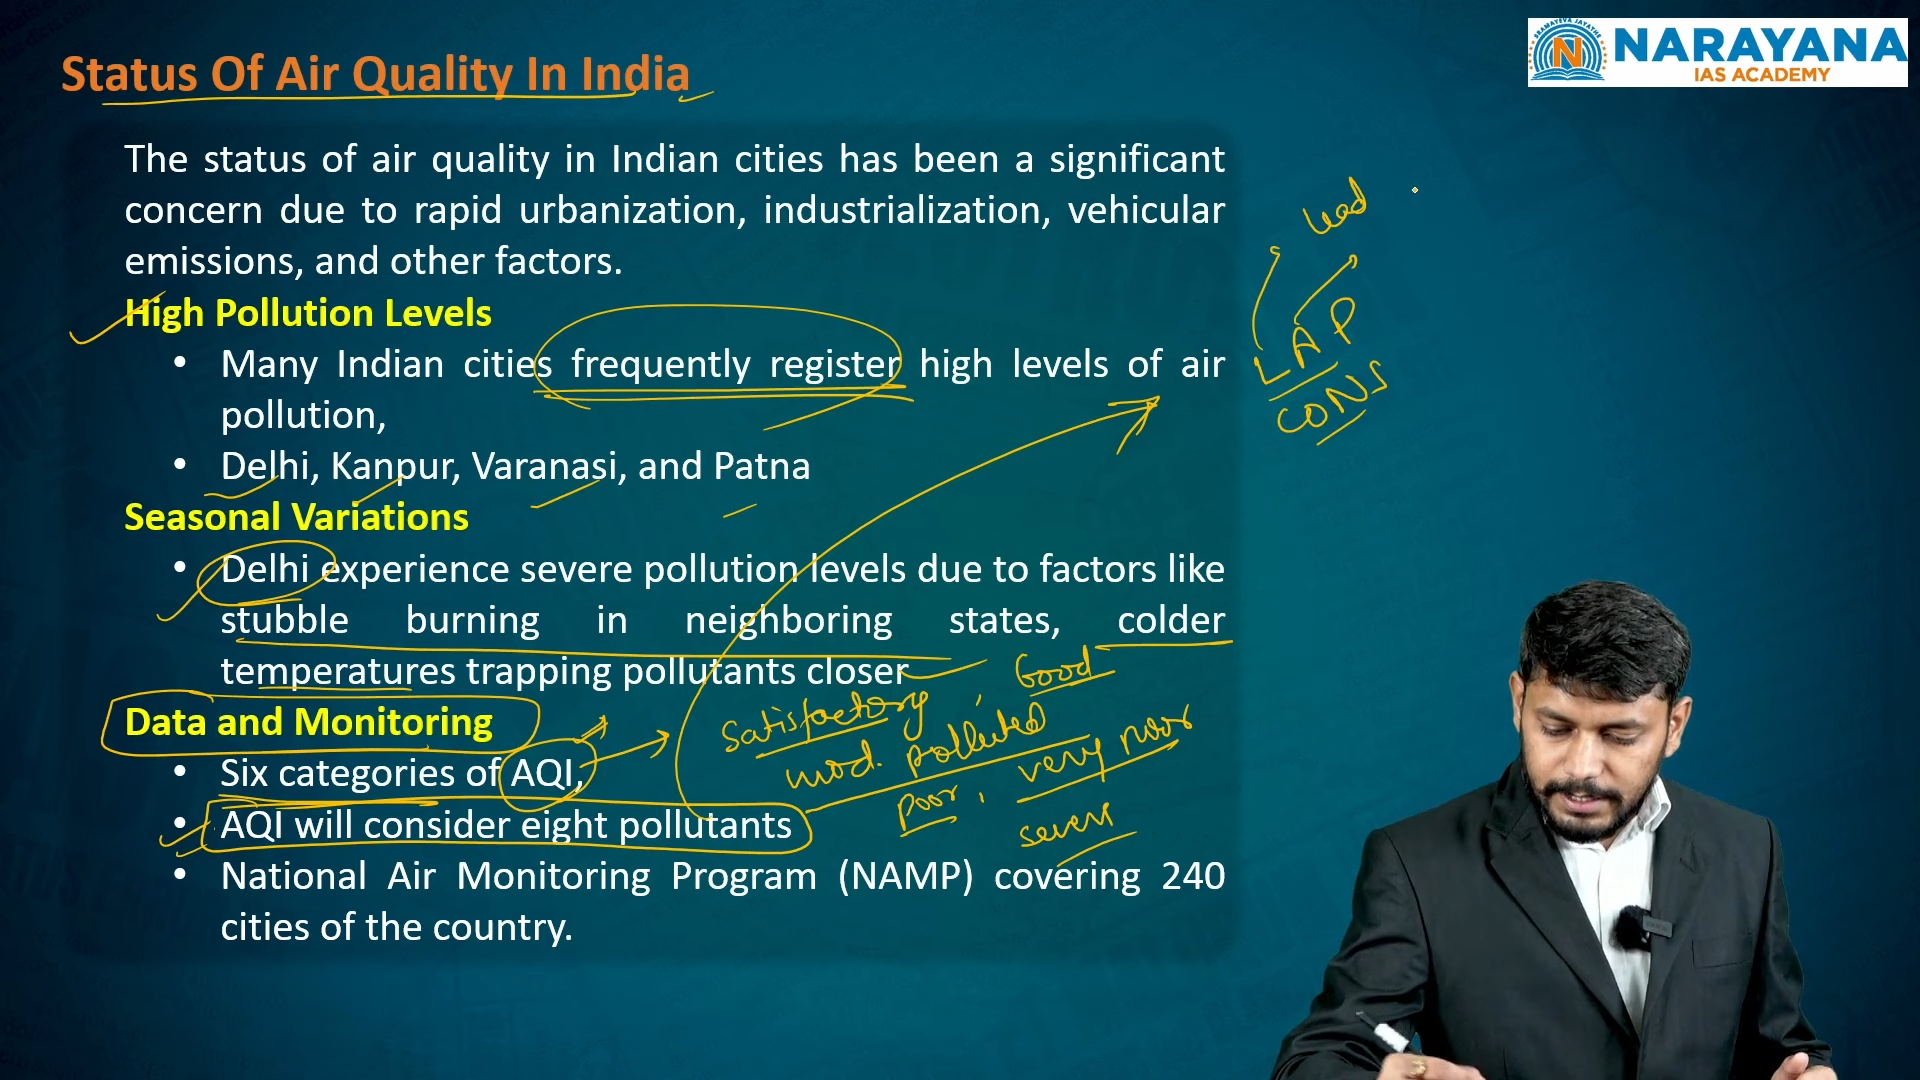 Status Of Air Quality In India
NARAYANA
IAS ACADEMY
The status of air quality in Indian cities has been a significant
concern due to rapid urbanization, industrialization, vehicular
emissions, and other factors.
High Pollution Levels
• Many Indian cities frequently register high levels of air
pollution,
• Delhi, Kanpur, Varanasi, and Patna
Seasonal Variations
• Delhi experience severe pollution levels due to factors like
stubble burning in neighboring states, colder
temperatures trapping pollutants closer
Data and Monitoring
• Six categories of AQI,
• AQI will consider eight pollutants
• National Air Monitoring Program (NAMP) covering 240
cities of the country.
Satisfactory, Good
mod. polluted
poor, very poor
lead
LAP
CONS